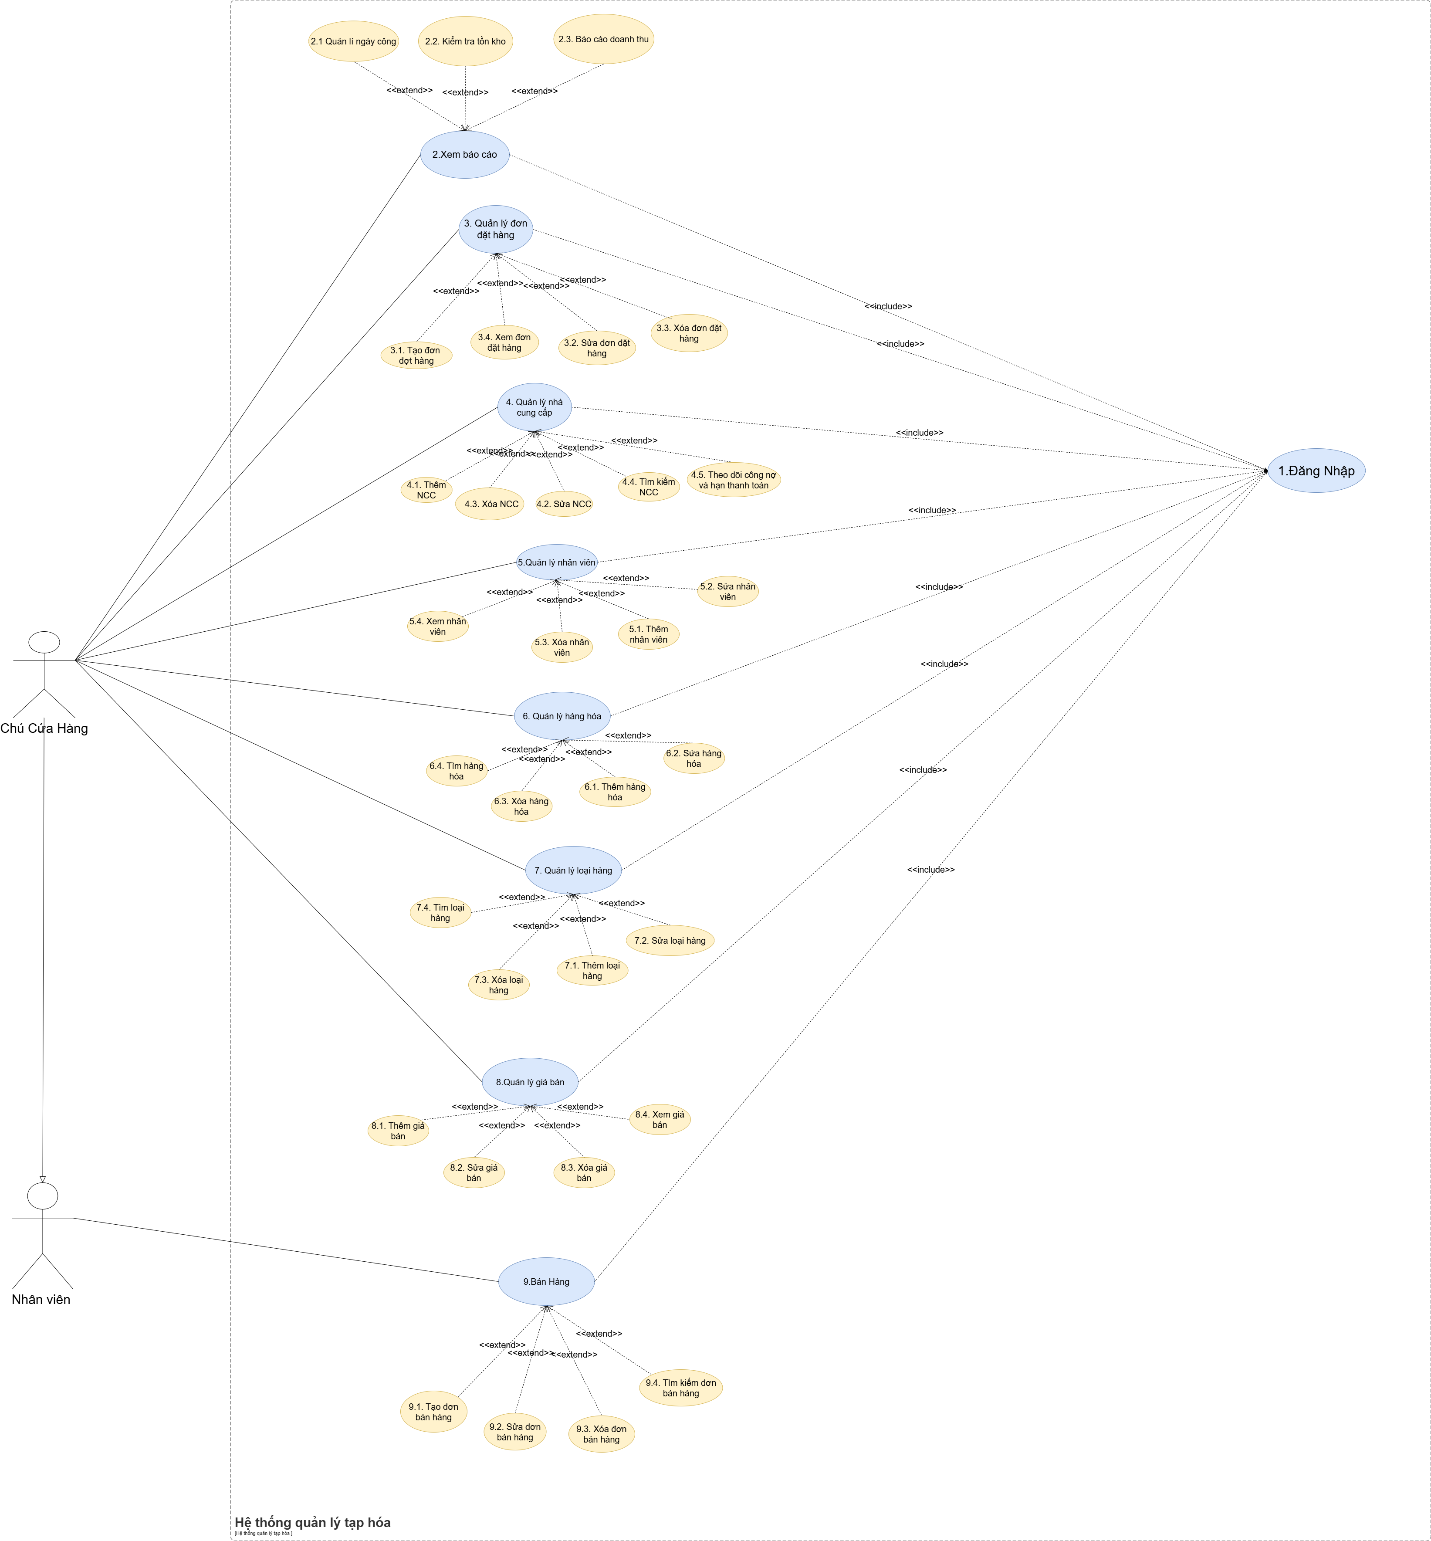 2.1 Quản lí ngày công
2.2. Kiểm tra tồn kho
2.3. Báo cáo doanh thu
<<extend>>
<<extend>>
<<extend>>
2.Xem báo cáo
3. Quản lý đơn
đặt hàng
<<extend>>
<<extend>>
<<extend>>
<<extend>>
<<include>>
<<include>>
3.1. Tạo đơn
đợt hàng
3.4. Xem đơn
đặt hàng
3.2. Sửa đơn đặt
hàng
3.3. Xóa đơn đặt
hàng
4. Quản lý nhà
cung cấp
<<extend>>
<<extend>>
<<extend>>
<<extend>>
<<extend>>
<<include>>
4.1. Thêm
NCC
4.3. Xóa NCC
4.2. Sửa NCC
4.4. Tìm kiếm
NCC
4.5. Theo dõi công nợ
và hạn thanh toán
1.Đăng Nhập
<<include>>
5.Quản lý nhân viên
<<extend>>
<<extend>>
<<extend>>
<<extend>>
5.4. Xem nhân
viên
5.3. Xóa nhân
viên
5.1. Thêm
nhân viên
5.2. Sửa nhân
viên
<<include>>
Chủ Cửa Hàng
6. Quản lý hàng hóa
<<extend>>
<<extend>>
<<extend>>
<<extend>>
<<include>>
6.4. Tìm hàng
hóa
6.3. Xóa hàng
hóa
6.1. Thêm hàng
hóa
6.2. Sửa hàng
hóa
<<include>>
7. Quản lý loại hàng
<<extend>>
<<extend>>
<<extend>>
<<extend>>
<<include>>
7.4. Tìm loại
hàng
7.3. Xóa loại
hàng
7.1. Thêm loại
hàng
7.2. Sửa loại hàng
8.Quản lý giá bán
<<extend>>
<<extend>>
<<extend>>
<<extend>>
8.1. Thêm giá
bán
8.2. Sửa giá
bán
8.3. Xóa giá
bán
8.4. Xem giá
bán
Nhân viên
9.Bán Hàng
<<extend>>
<<extend>>
<<extend>>
<<extend>>
9.1. Tạo đơn
bán hàng
9.2. Sửa đơn
bán hàng
9.3. Xóa đơn
bán hàng
9.4. Tìm kiếm đơn
bán hàng
Hệ thống quản lý tạp hóa
[Hệ thống quản lý tạp hóa ]